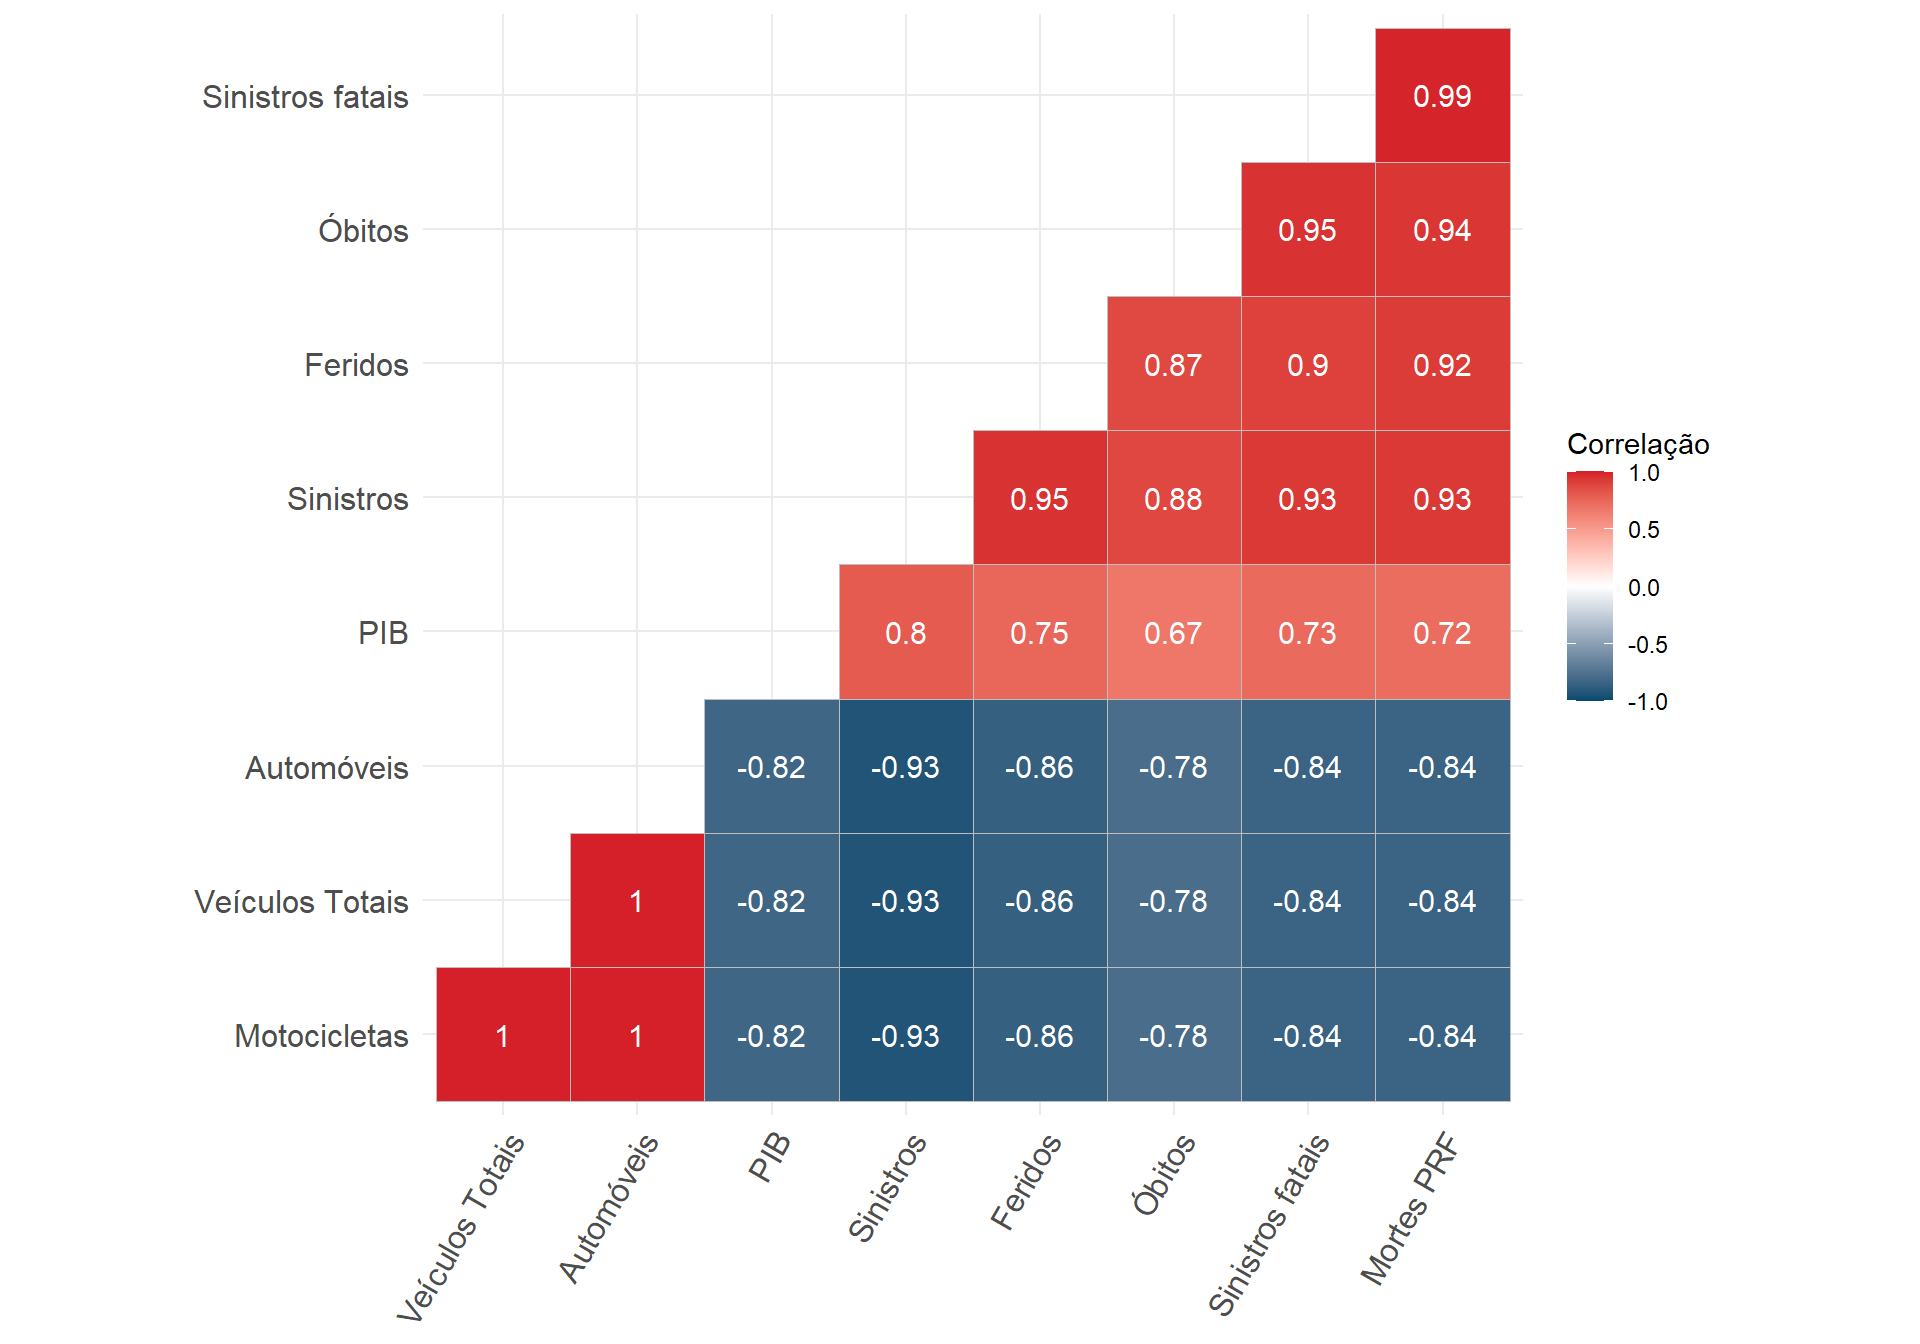 Sinistros fatais 0.99
Óbitos 0.95 0.94
Feridos 0.87 0.9 0.92
Sinistros 0.95 0.88 0.93 0.93
PIB 0.8 0.75 0.67 0.73 0.72
Automóveis -0.82 -0.93 -0.86 -0.78 -0.84 -0.84
Veículos Totais 1 -0.82 -0.93 -0.86 -0.78 -0.84 -0.84
Motocicletas 1 1 -0.82 -0.93 -0.86 -0.78 -0.84 -0.84
Veículos Totais
Automóveis
PIB
Sinistros
Feridos
Óbitos
Sinistros fatais
Mortes PRF
Correlação
1.0
0.5
0.0
-0.5
-1.0